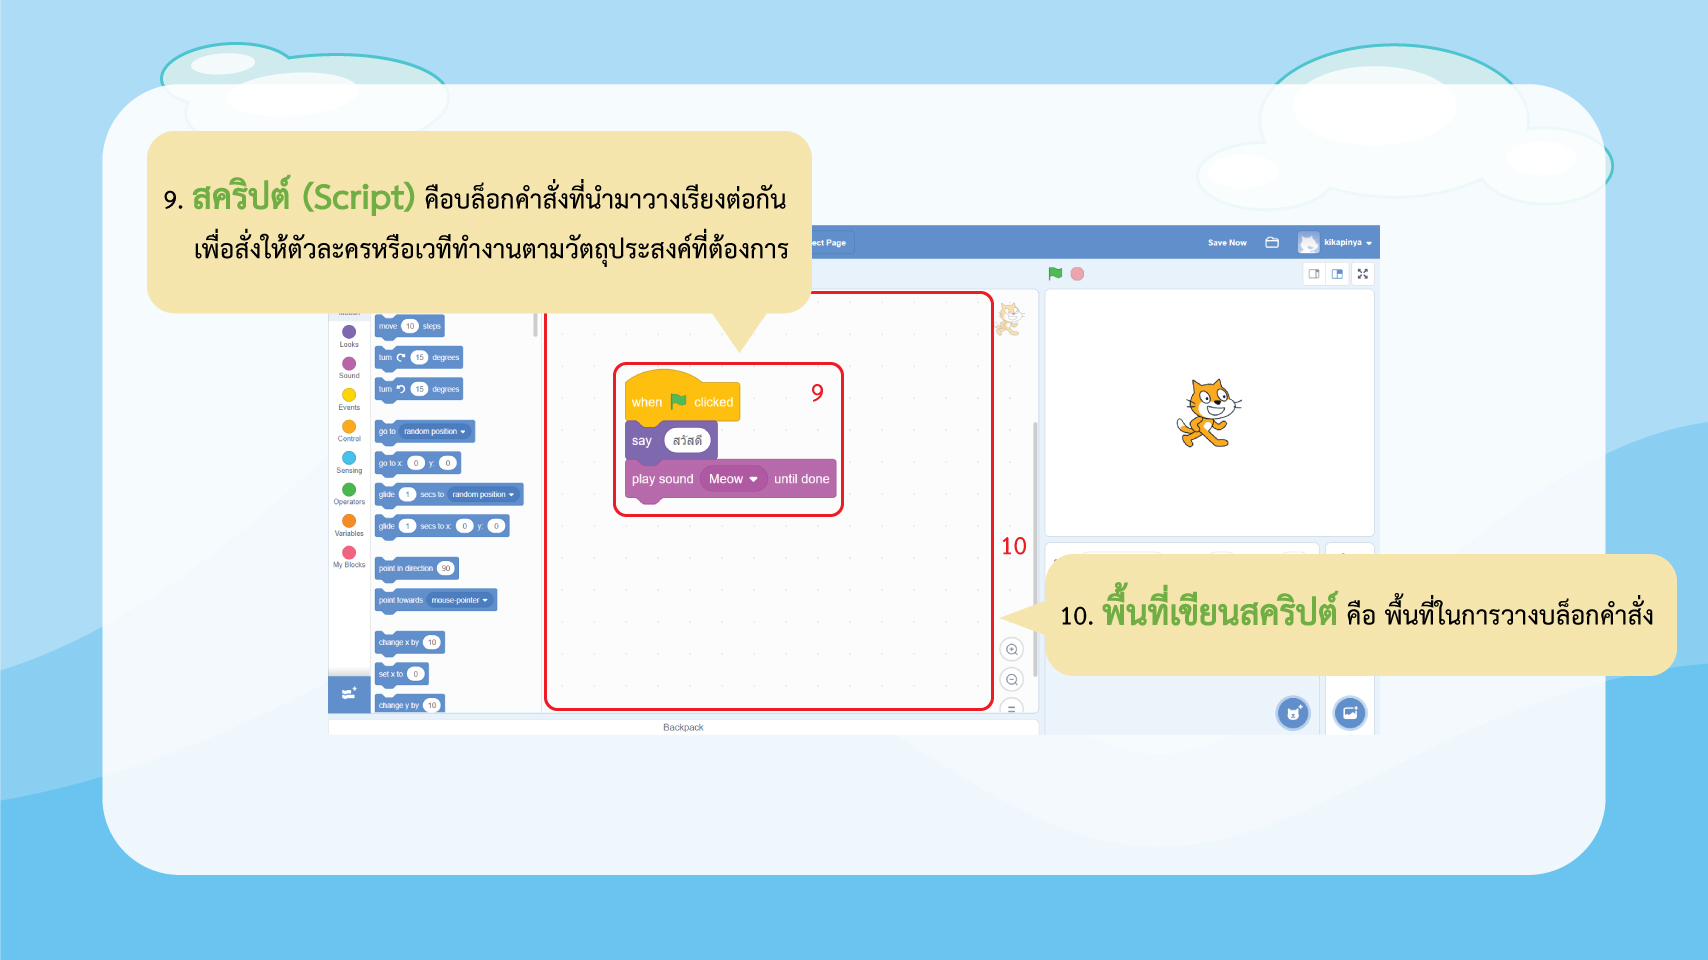 9. สคริปต์ (Script) คือบล็อกคำสั่งที่นำมาวางเรียงต่อกัน
เพื่อสั่งให้ตัวละครหรือเวทีทำงานตามวัตถุประสงค์ที่ต้องการ
ect Page
Save Now
kikapinya
Looks
Sound
Events
Control
Sensing
Operators
Variables
My Blocks
move 10 steps
turn 15 degrees
turn 15 degrees
go to random position
go to x: 0 y: 0
glide 1 secs to random position
glide 1 secs to x: 0 y: 0
point in direction 90
point towards mouse-pointer
change x by 10
set x to 0
change y by 10
when clicked
9
say สวัสดี
play sound Meow until done
10
10. พื้นที่เขียนสคริปต์ คือ พื้นที่ในการวางบล็อกคำสั่ง
Backpack